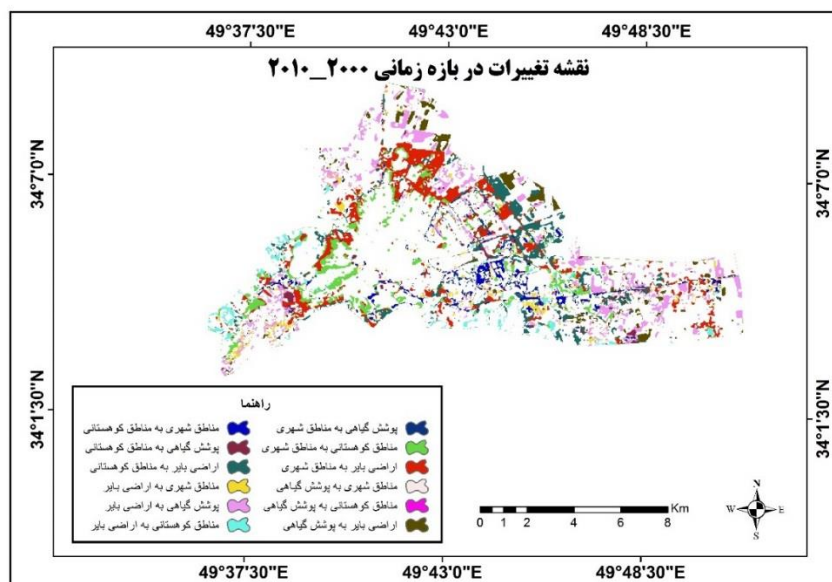 49°37'30"E 49°43'0"E 49°48'30"E
نقشه تغییرات در بازه زمانی ۲۰۰۰_۲۰۱۰
34°7'0"N 34°7'0"N
34°1'30"N 34°1'30"N
راهنما
پوشش گیاهی به مناطق شهری
مناطق کوهستانی به مناطق شهری
اراضی بایر به مناطق شهری
مناطق شهری به پوشش گیاهی
مناطق کوهستانی به پوشش گیاهی
اراضی بایر به پوشش گیاهی
مناطق شهری به مناطق کوهستانی
پوشش گیاهی به مناطق کوهستانی
اراضی بایر به مناطق کوهستانی
مناطق شهری به اراضی بایر
پوشش گیاهی به اراضی بایر
مناطق کوهستانی به اراضی بایر
0 1 2 4 6 8 Km
N
W E
S
49°37'30"E 49°43'0"E 49°48'30"E